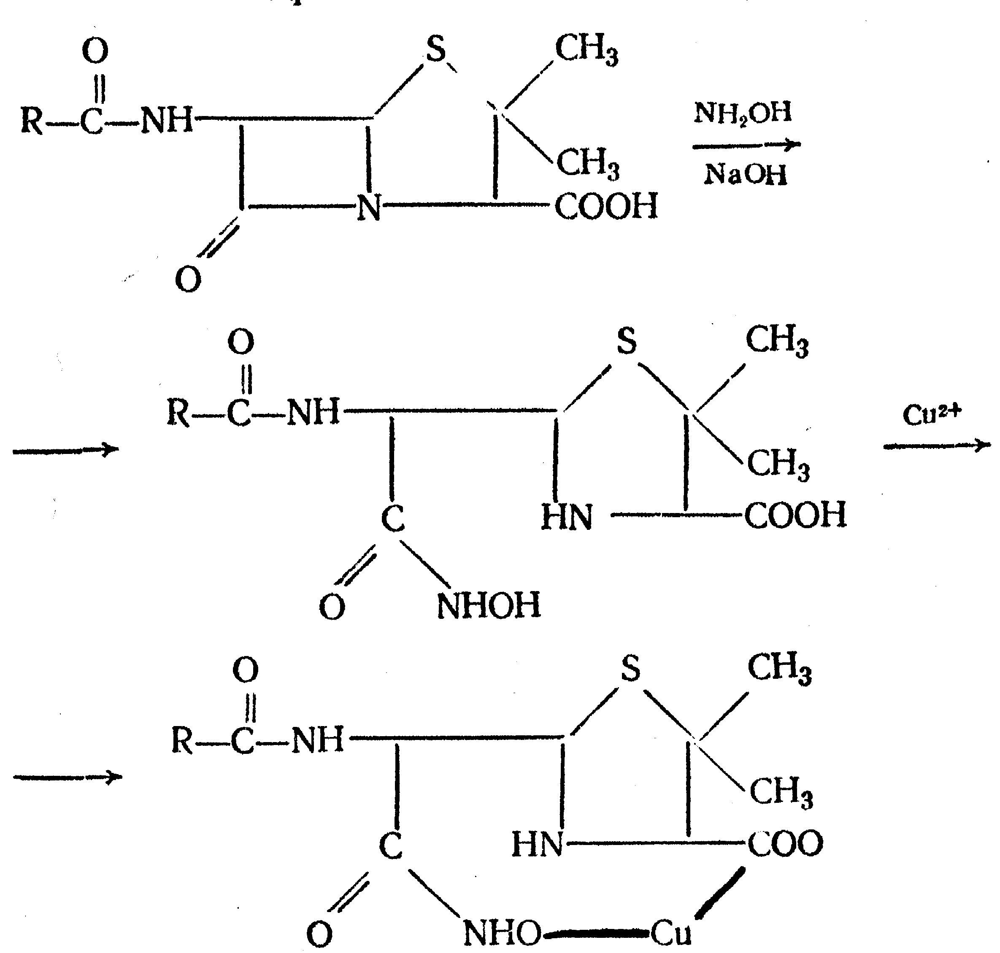 O
S
CH₃
R—C—NH
NH₂OH
CH₃
NaOH
N
COOH
O
O
S
CH₃
R—C—NH
Cu²⁺
CH₃
C
HN
COOH
O
NHOH
O
S
CH₃
R—C—NH
CH₃
C
HN
COO
O
NHO
Cu